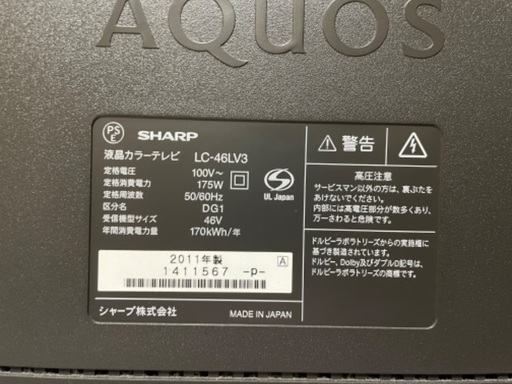 AQUOS
PSE
SHARP
液晶カラーテレビ LC-46LV3
定格電圧 100V～
定格消費電力 175W
定格周波数 50/60Hz
区分名 DG1
受信機型サイズ 46V
年間消費電力量 170kWh/年
S
UL Japan
2011年製 A
1411567 -p-
シャープ株式会社 MADE IN JAPAN
警告
高圧注意
サービスマン以外の方は、裏ぶたを
あけないでください。
内部には高電圧部分が数多くあり、
万一さわると危険です。
ドルビーラボラトリーズからの実施権に
基づき製造されています。
ドルビー、Dolby及びダブルD記号は、
ドルビーラボラトリーズの商標です。